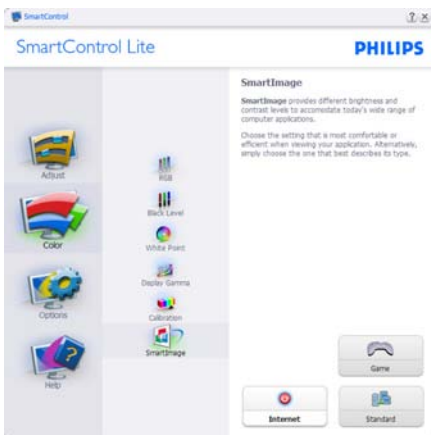 SmartControl
SmartControl Lite
PHILIPS
Adjust
Color
Options
Help
RGB
Black Level
White Point
Display Gamma
Calibration
SmartImage
SmartImage
SmartImage provides different brightness and
contrast levels to accomodate today's wide range of
computer applications.
Choose the setting that is most comfortable or
efficient when viewing your application. Alternatively,
simply choose the one that best describes its type.
Game
Internet
Standard